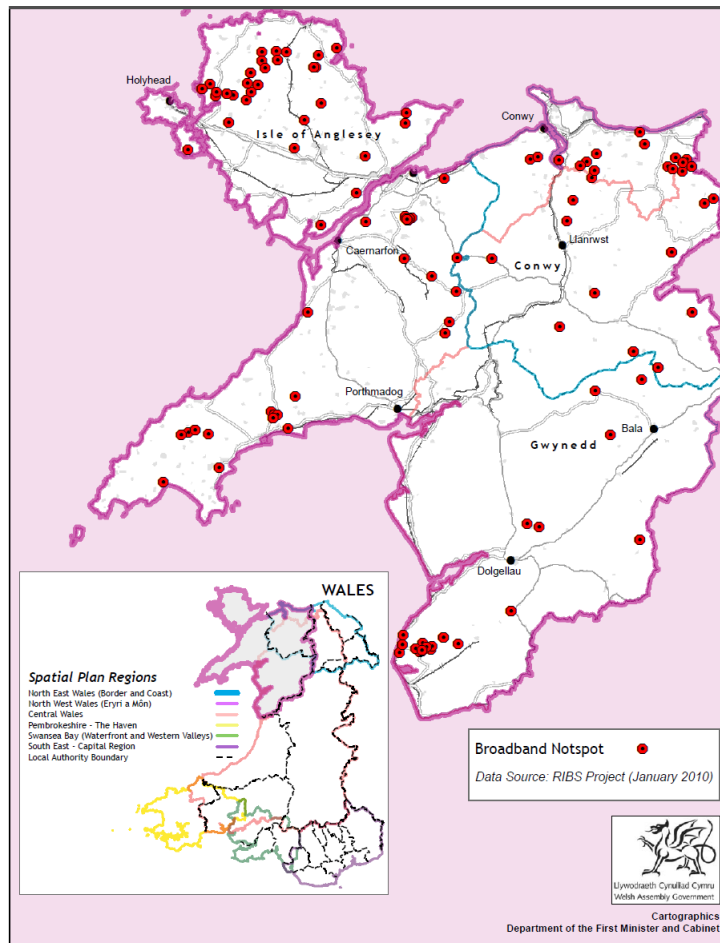 Holyhead
Isle of Anglesey
Conwy
Caernarfon
Llanrwst
Conwy
Porthmadog
Gwynedd
Bala
Dolgellau
WALES
Spatial Plan Regions
North East Wales (Border and Coast)
North West Wales (Eryri a Môn)
Central Wales
Pembrokeshire - The Haven
Swansea Bay (Waterfront and Western Valleys)
South East - Capital Region
Local Authority Boundary
Broadband Notspot
Data Source: RIBS Project (January 2010)
Llywodraeth Cynulliad Cymru
Welsh Assembly Government
Cartographics
Department of the First Minister and Cabinet